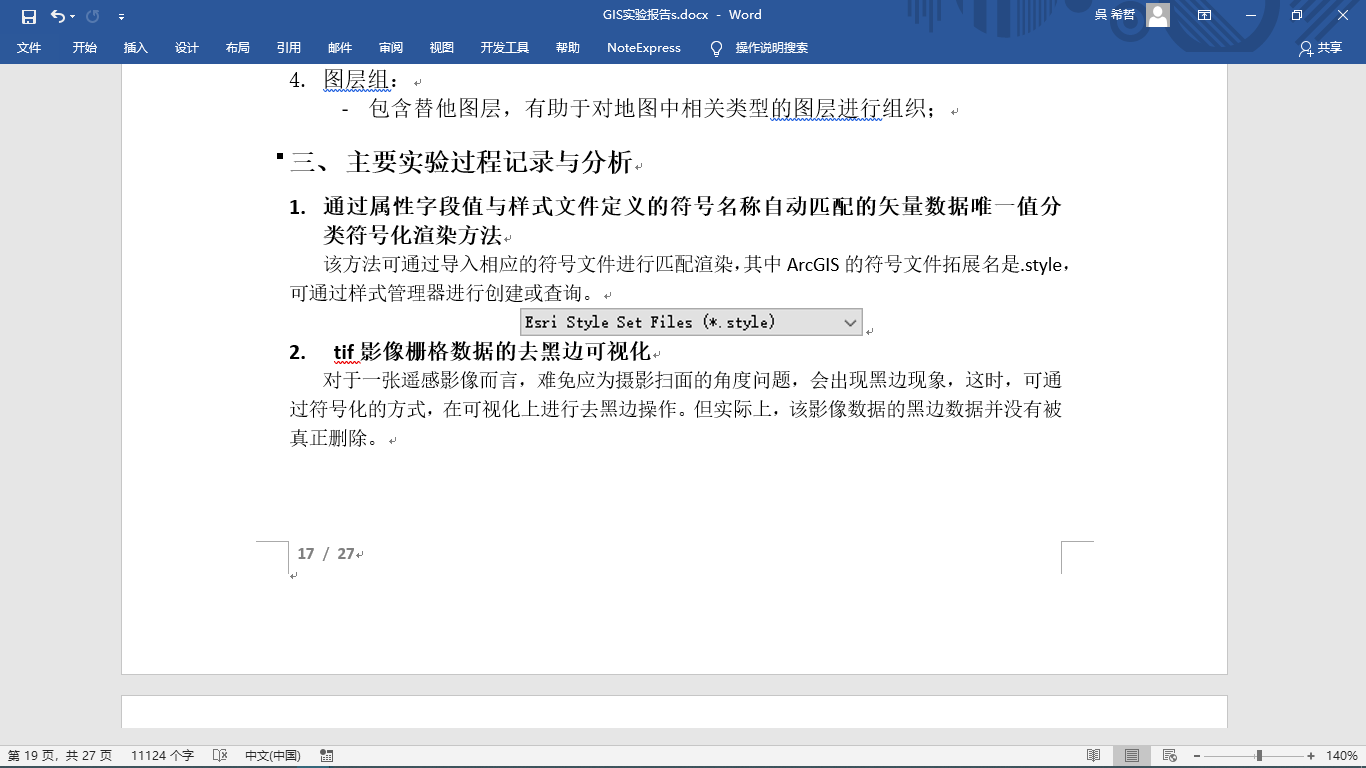 GIS实验报告s.docx - Word
吳 希哲
文件 开始 插入 设计 布局 引用 邮件 审阅 视图 开发工具 帮助 NoteExpress 操作说明搜索 共享
4. 图层组：
- 包含替他图层，有助于对地图中相关类型的图层进行组织；
三、主要实验过程记录与分析
1. 通过属性字段值与样式文件定义的符号名称自动匹配的矢量数据唯一值分
类符号化渲染方法
该方法可通过导入相应的符号文件进行匹配渲染，其中 ArcGIS 的符号文件拓展名是.style，
可通过样式管理器进行创建或查询。
Esri Style Set Files (*.style)
2. tif 影像栅格数据的去黑边可视化
对于一张遥感影像而言，难免应为摄影扫面的角度问题，会出现黑边现象，这时，可通
过符号化的方式，在可视化上进行去黑边操作。但实际上，该影像数据的黑边数据并没有被
真正删除。
17 / 27
第 19 页，共 27 页 11124 个字 中文(中国) 140%